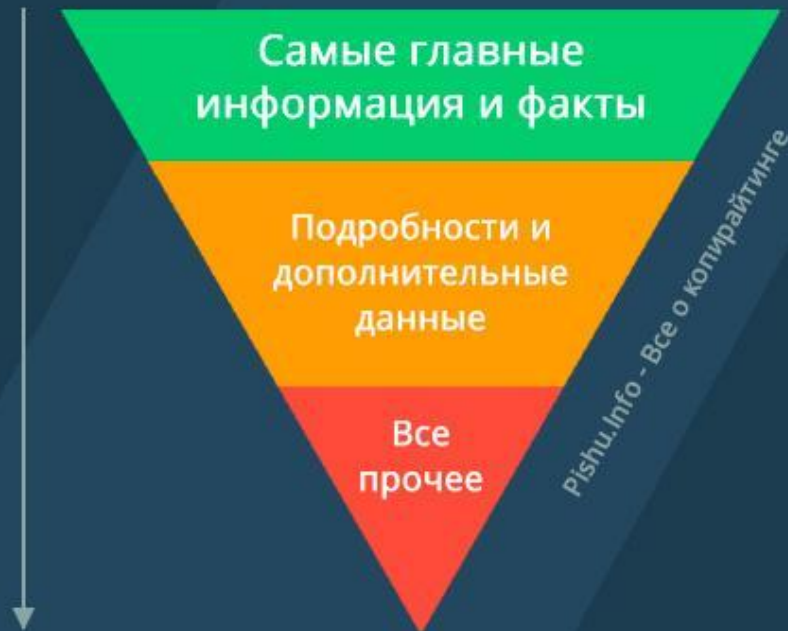 Самые главные
информация и факты
Подробности и
дополнительные
данные
Все
прочее
Pishu.Info - Все о копирайтинге